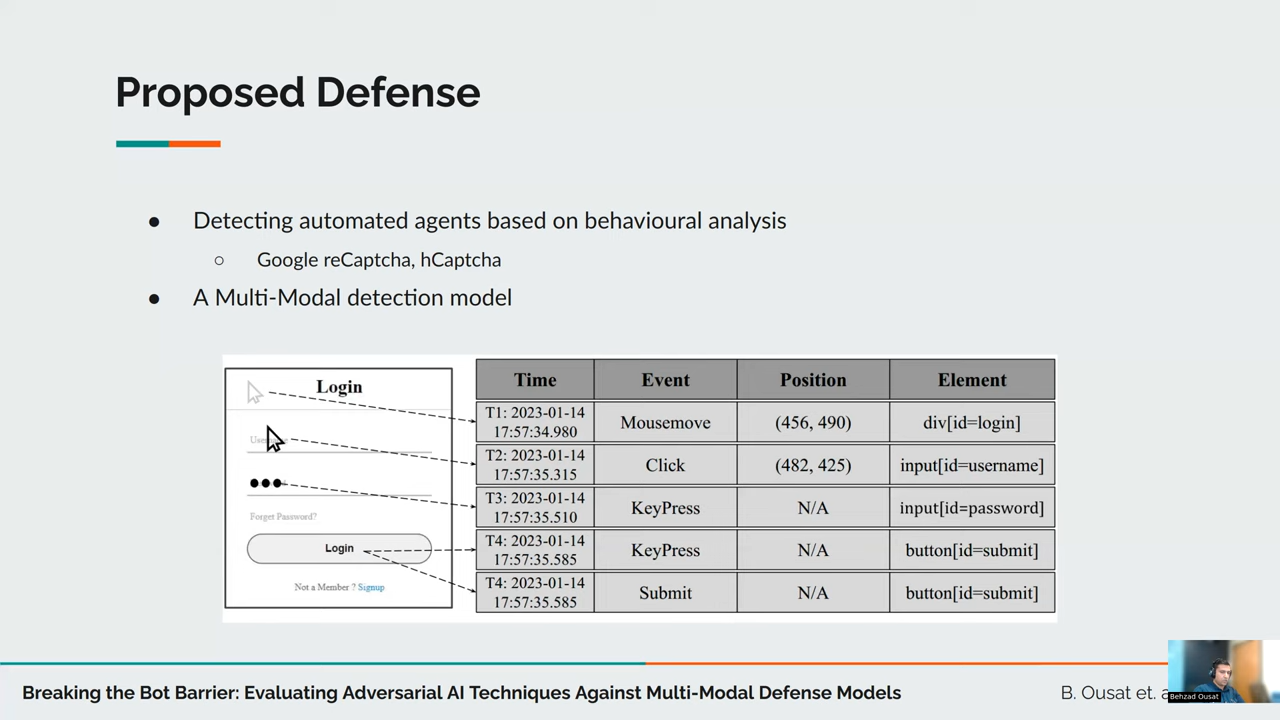 Proposed Defense
● Detecting automated agents based on behavioural analysis
○ Google reCaptcha, hCaptcha
● A Multi-Modal detection model
Login
Forget Password?
Login
Not a Member ? Signup
Time Event Position Element
T1: 2023-01-14 17:57:34.980 Mousemove (456, 490) div[id=login]
T2: 2023-01-14 17:57:35.315 Click (482, 425) input[id=username]
T3: 2023-01-14 17:57:35.510 KeyPress N/A input[id=password]
T4: 2023-01-14 17:57:35.585 KeyPress N/A button[id=submit]
T4: 2023-01-14 17:57:35.585 Submit N/A button[id=submit]
Breaking the Bot Barrier: Evaluating Adversarial AI Techniques Against Multi-Modal Defense Models
B. Ousat et.
Behzad Ousat